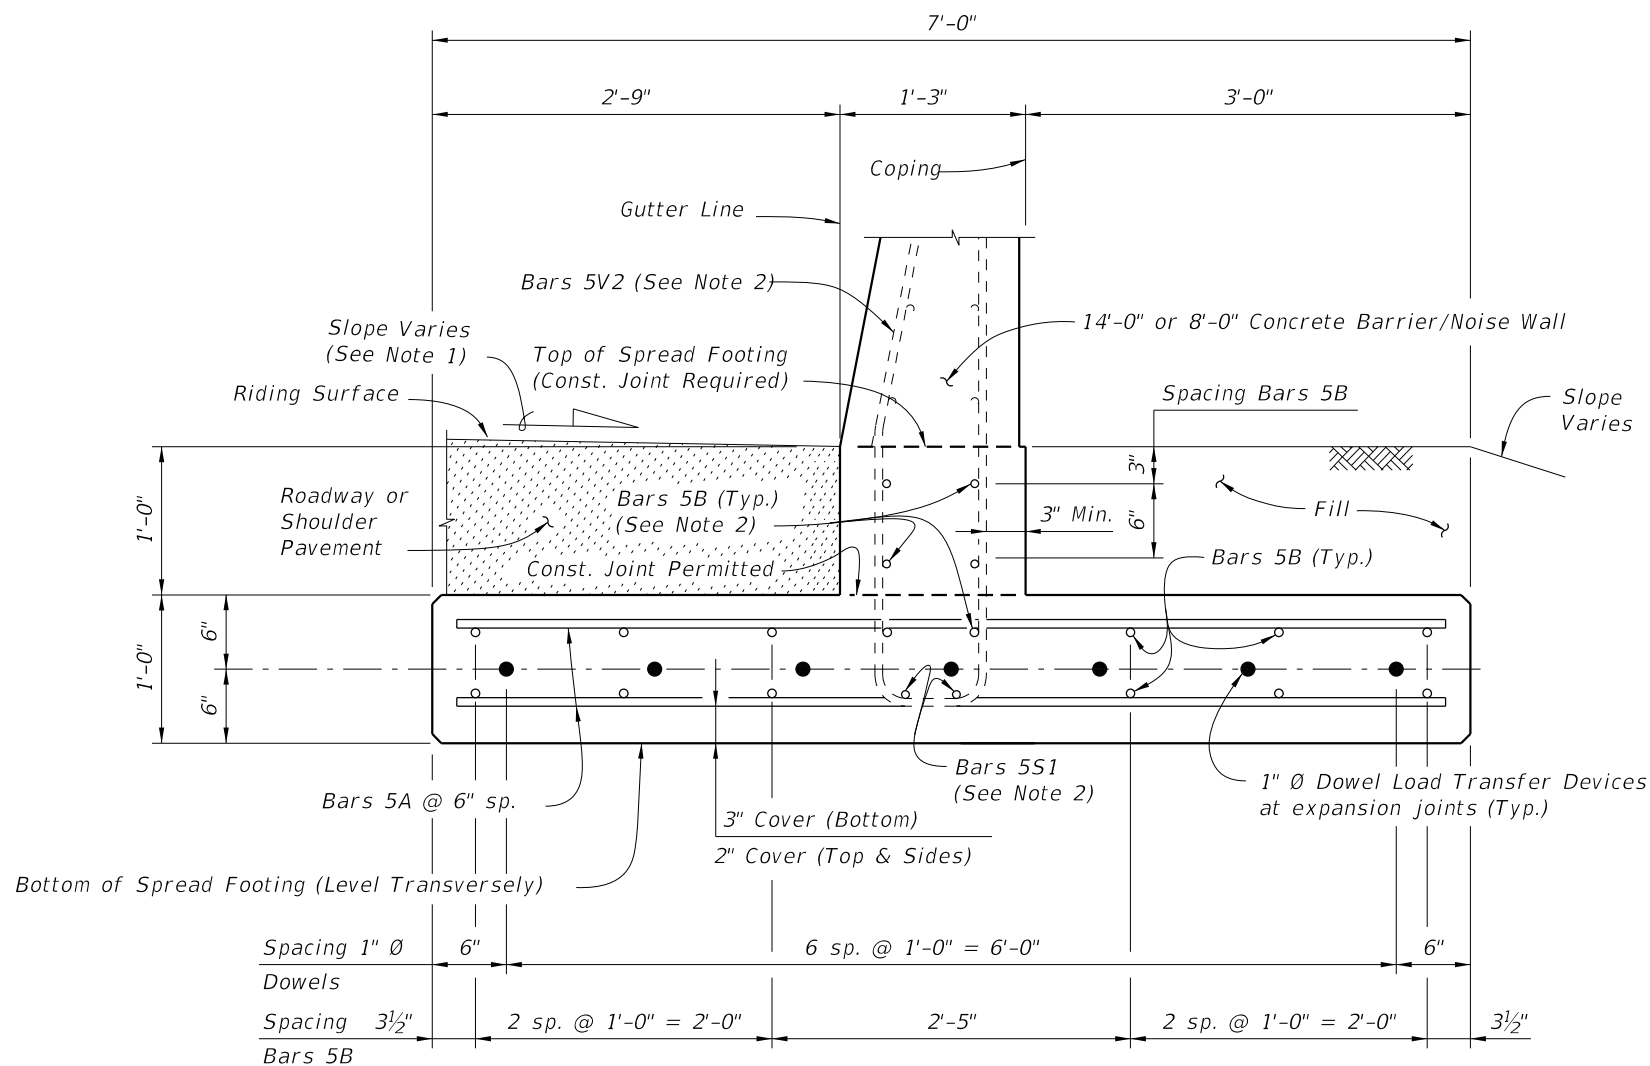 7'-0"
2'-9"
1'-3"
3'-0"
Coping
Gutter Line
Bars 5V2 (See Note 2)
14'-0" or 8'-0" Concrete Barrier/Noise Wall
Slope Varies
(See Note 1)
Top of Spread Footing
(Const. Joint Required)
Riding Surface
Spacing Bars 5B
Slope
Varies
3"
Roadway or
Shoulder
Pavement
Bars 5B (Typ.)
(See Note 2)
3" Min.
6"
Fill
1'-0"
Const. Joint Permitted
Bars 5B (Typ.)
6"
1'-0"
6"
Bars 5S1
(See Note 2)
1" Ø Dowel Load Transfer Devices
at expansion joints (Typ.)
Bars 5A @ 6" sp.
3" Cover (Bottom)
2" Cover (Top & Sides)
Bottom of Spread Footing (Level Transversely)
Spacing 1" Ø
Dowels
6"
6 sp. @ 1'-0" = 6'-0"
6"
Spacing
Bars 5B
3½"
2 sp. @ 1'-0" = 2'-0"
2'-5"
2 sp. @ 1'-0" = 2'-0"
3½"